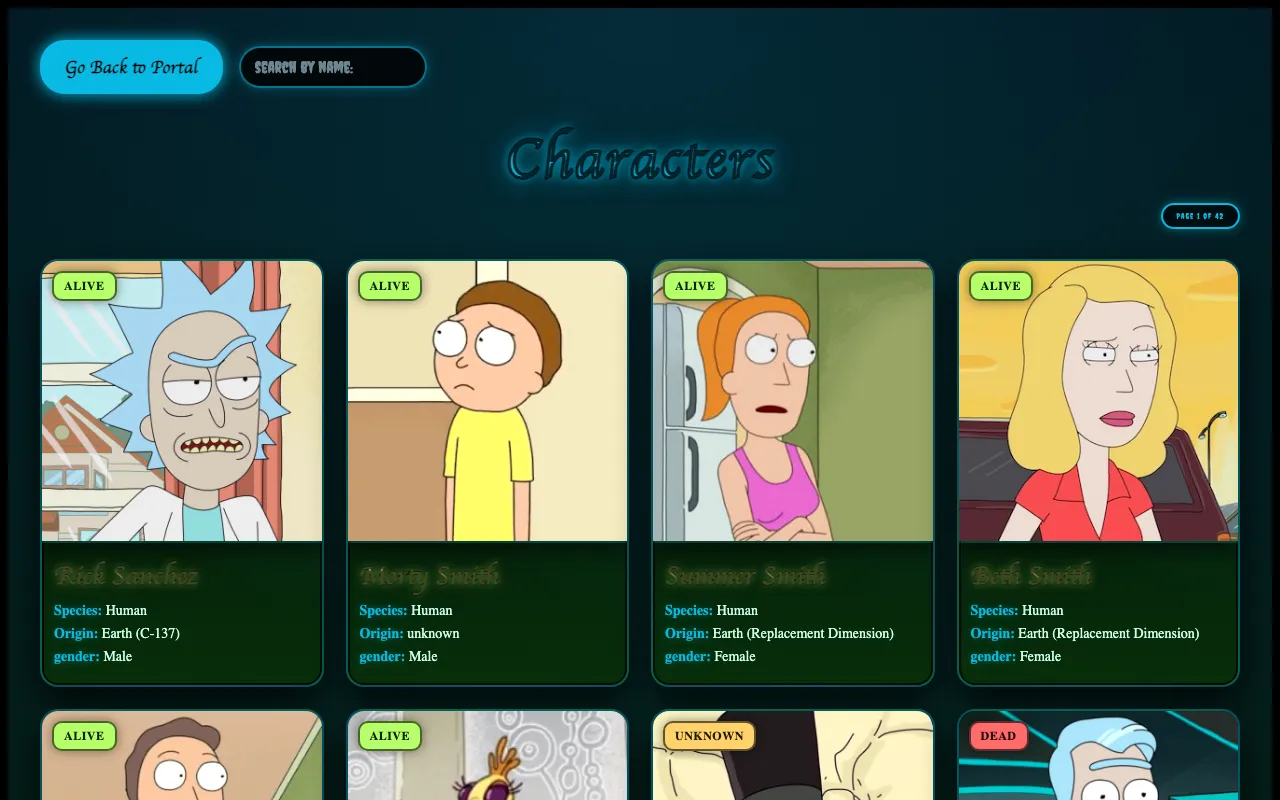 Go Back to Portal
SEARCH BY NAME:
Characters
PAGE 1 OF 42
ALIVE
ALIVE
ALIVE
ALIVE
Rick Sanchez
Species: Human
Origin: Earth (C-137)
gender: Male
Morty Smith
Species: Human
Origin: unknown
gender: Male
Summer Smith
Species: Human
Origin: Earth (Replacement Dimension)
gender: Female
Beth Smith
Species: Human
Origin: Earth (Replacement Dimension)
gender: Female
ALIVE
ALIVE
UNKNOWN
DEAD